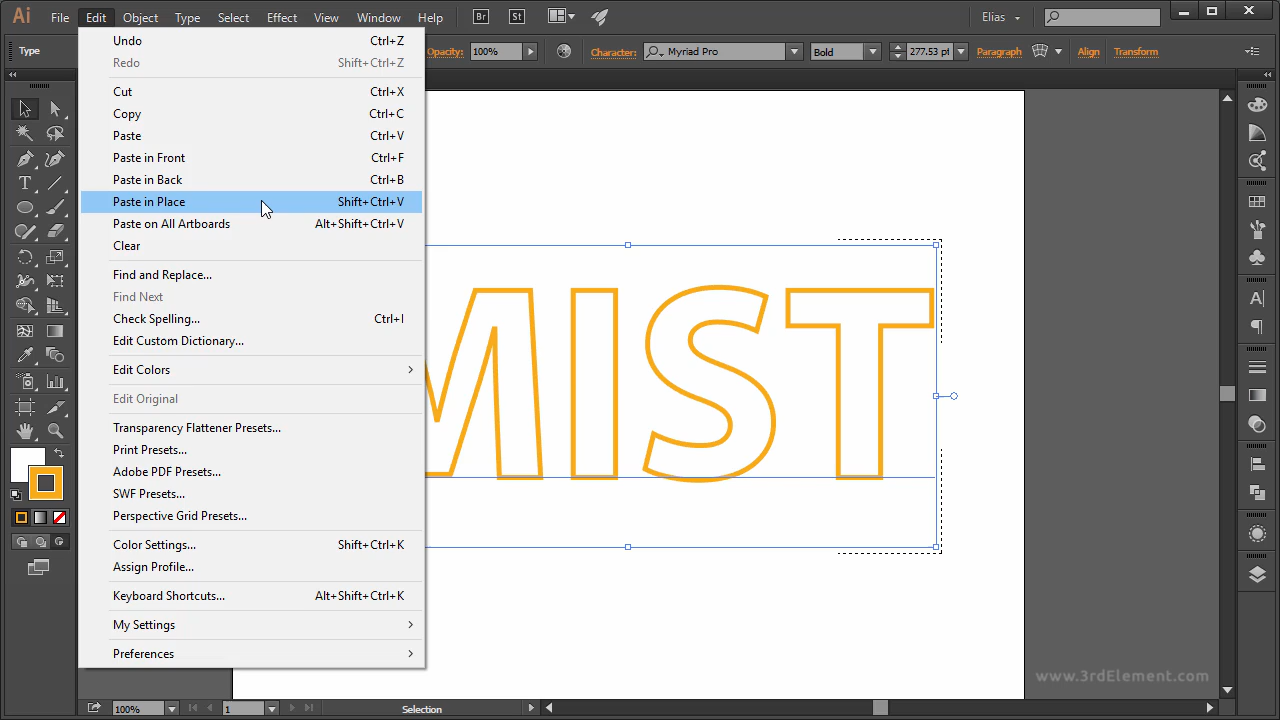 Ai File Edit Object Type Select Effect View Window Help Br St Elias
Type Opacity: 100% Character: Myriad Pro Bold 277.53 pt Paragraph Align Transform
Undo Ctrl+Z
Redo Shift+Ctrl+Z
Cut Ctrl+X
Copy Ctrl+C
Paste Ctrl+V
Paste in Front Ctrl+F
Paste in Back Ctrl+B
Paste in Place Shift+Ctrl+V
Paste on All Artboards Alt+Shift+Ctrl+V
Clear
Find and Replace...
Find Next
Check Spelling... Ctrl+I
Edit Custom Dictionary...
Edit Colors
Edit Original
Transparency Flattener Presets...
Print Presets...
Adobe PDF Presets...
SWF Presets...
Perspective Grid Presets...
Color Settings... Shift+Ctrl+K
Assign Profile...
Keyboard Shortcuts... Alt+Shift+Ctrl+K
My Settings
Preferences
MIST
www.3rdElement.com
100% 1 Selection